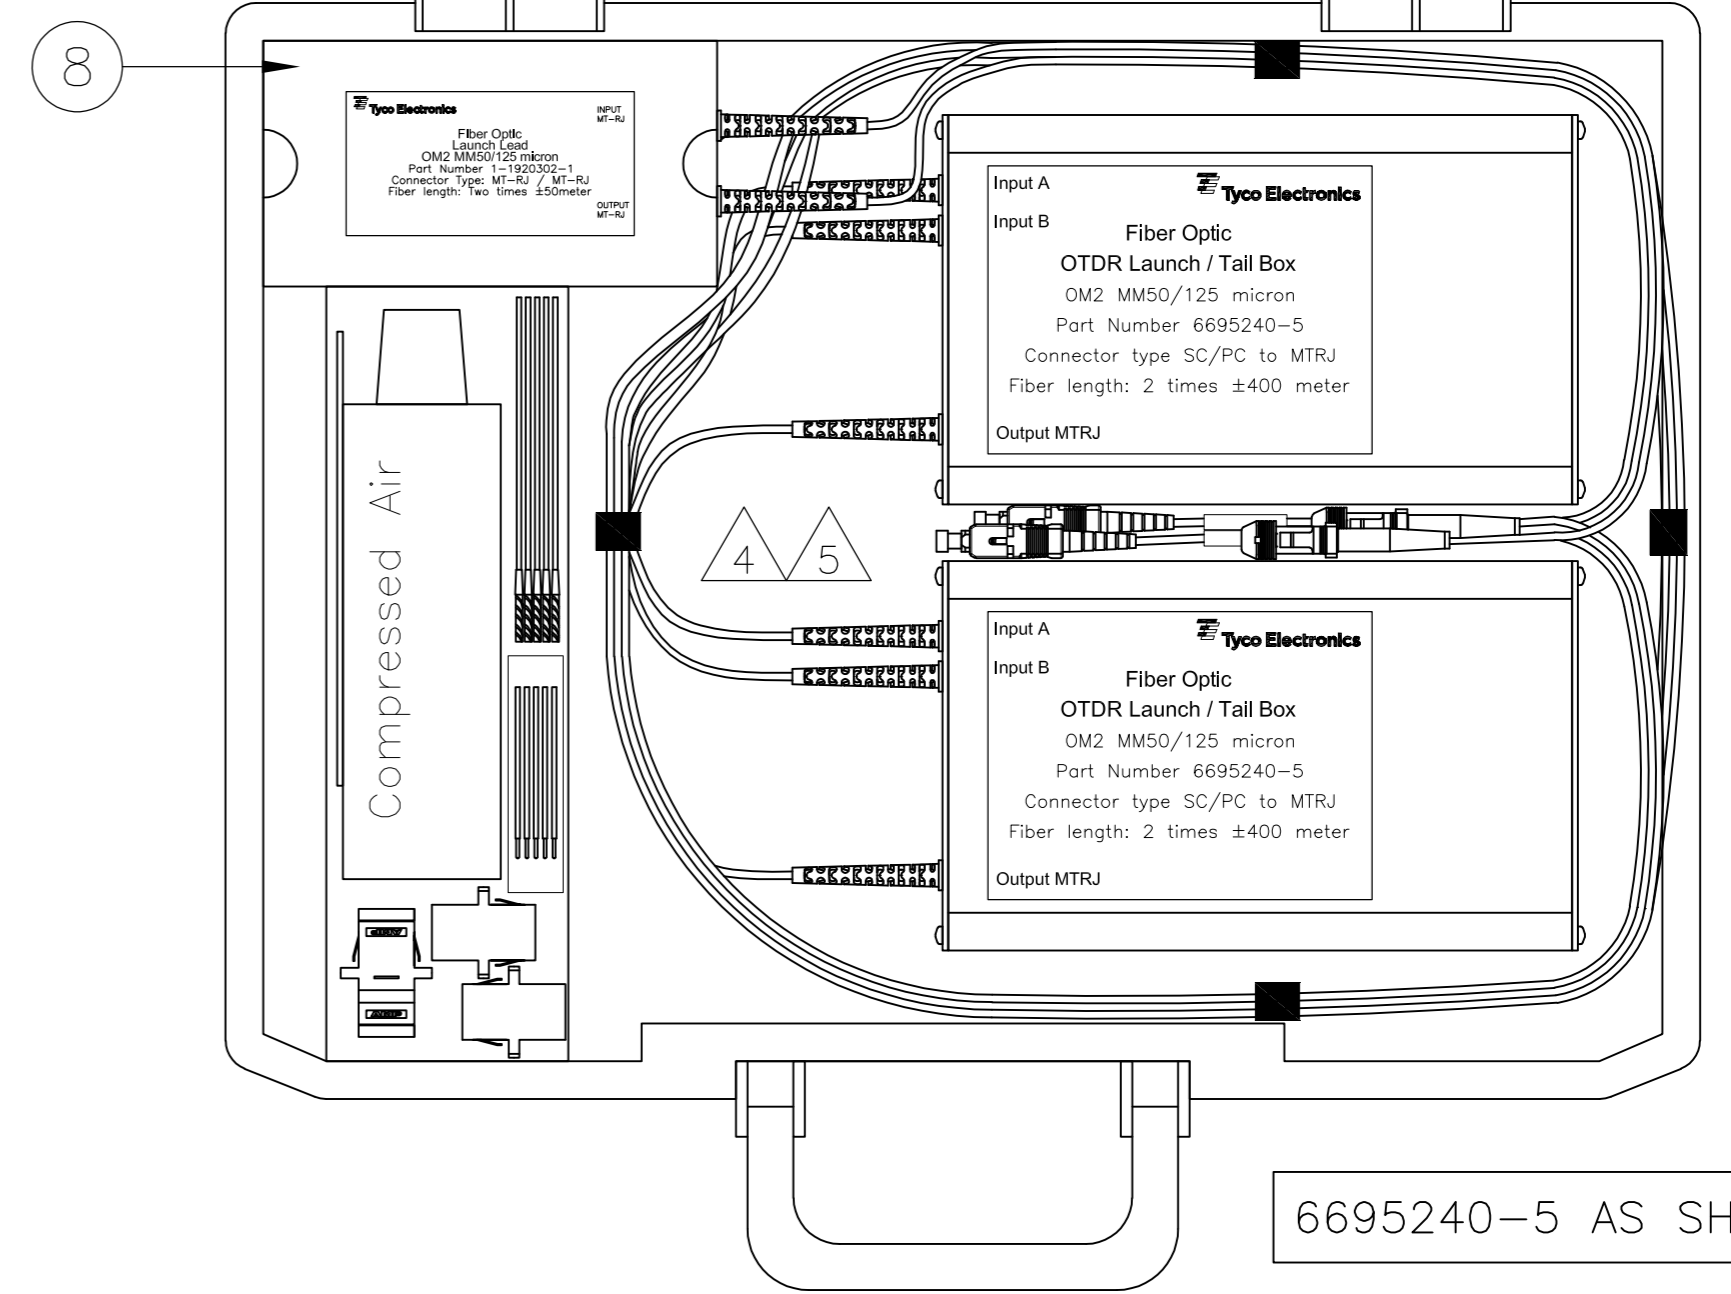 8
Tyco Electronics
INPUT
MT-RJ
Fiber Optic
Launch Lead
OM2 MM50/125 micron
Part Number 1-1920302-1
Connector Type: MT-RJ / MT-RJ
Fiber length: Two times ±50meter
OUTPUT
MT-RJ
Input A
Tyco Electronics
Input B
Fiber Optic
OTDR Launch / Tail Box
OM2 MM50/125 micron
Part Number 6695240-5
Connector type SC/PC to MTRJ
Fiber length: 2 times ±400 meter
Output MTRJ
Compressed Air
4 5
Input A
Tyco Electronics
Input B
Fiber Optic
OTDR Launch / Tail Box
OM2 MM50/125 micron
Part Number 6695240-5
Connector type SC/PC to MTRJ
Fiber length: 2 times ±400 meter
Output MTRJ
AMP
AMP
6695240-5 AS SH